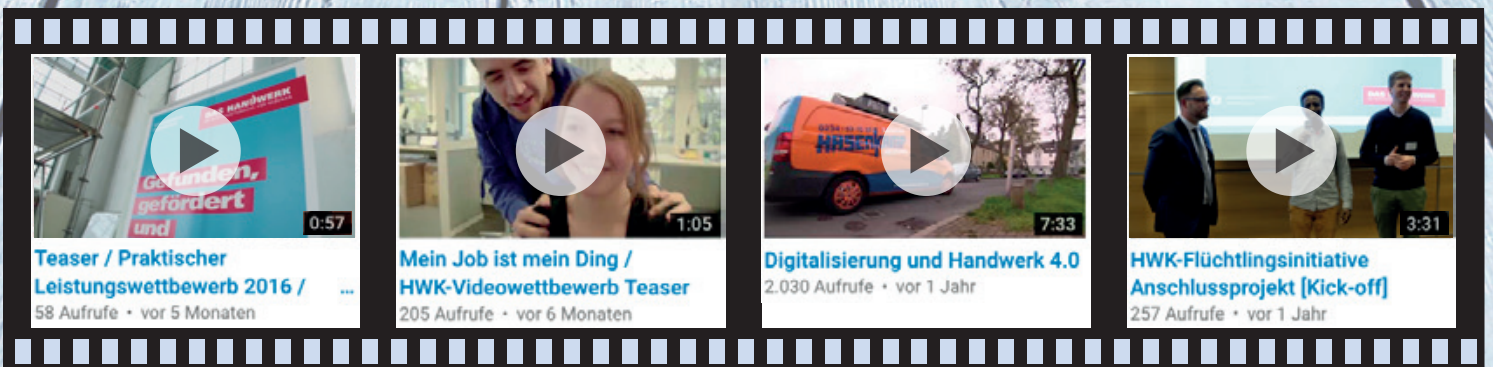 DAS HANDWERK
Gefunden,
gefördert
und
0:57
Teaser / Praktischer
Leistungswettbewerb 2016 / ...
58 Aufrufe • vor 5 Monaten
1:05
Mein Job ist mein Ding /
HWK-Videowettbewerb Teaser
205 Aufrufe • vor 6 Monaten
7:33
Digitalisierung und Handwerk 4.0
2.030 Aufrufe • vor 1 Jahr
DAS HANDWERK
3:31
HWK-Flüchtlingsinitiative
Anschlussprojekt [Kick-off]
257 Aufrufe • vor 1 Jahr